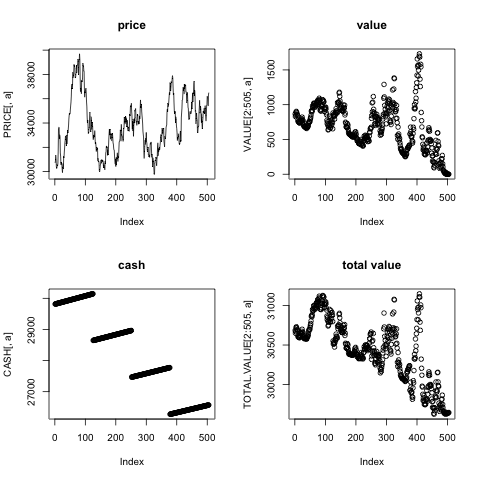 price
PRICE[, a]
30000 34000 38000
0 100 200 300 400 500
Index
value
VALUE[2:505, a]
0 500 1000 1500
0 100 200 300 400 500
Index
cash
CASH[, a]
27000 29000
0 100 200 300 400 500
Index
total value
TOTAL.VALUE[2:505, a]
30000 30500 31000
0 100 200 300 400 500
Index